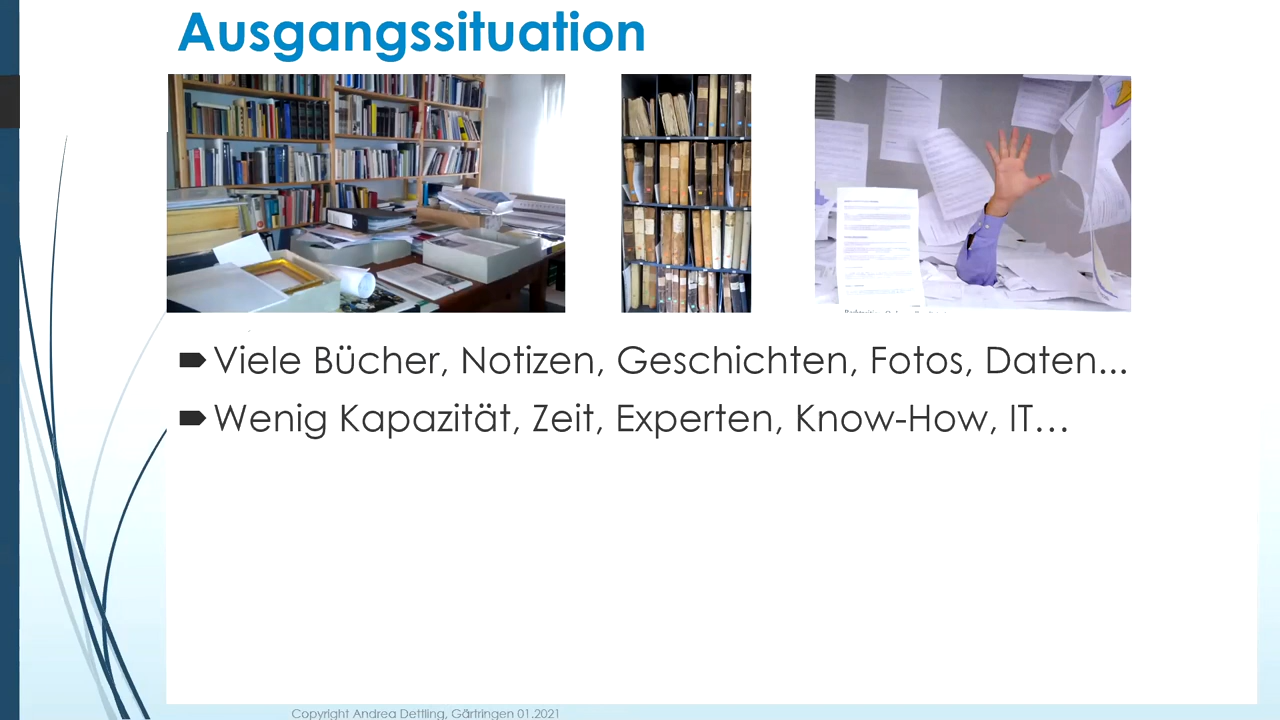 Ausgangssituation
Viele Bücher, Notizen, Geschichten, Fotos, Daten...
Wenig Kapazität, Zeit, Experten, Know-How, IT…
Copyright Andrea Dettling, Gärtringen 01.2021